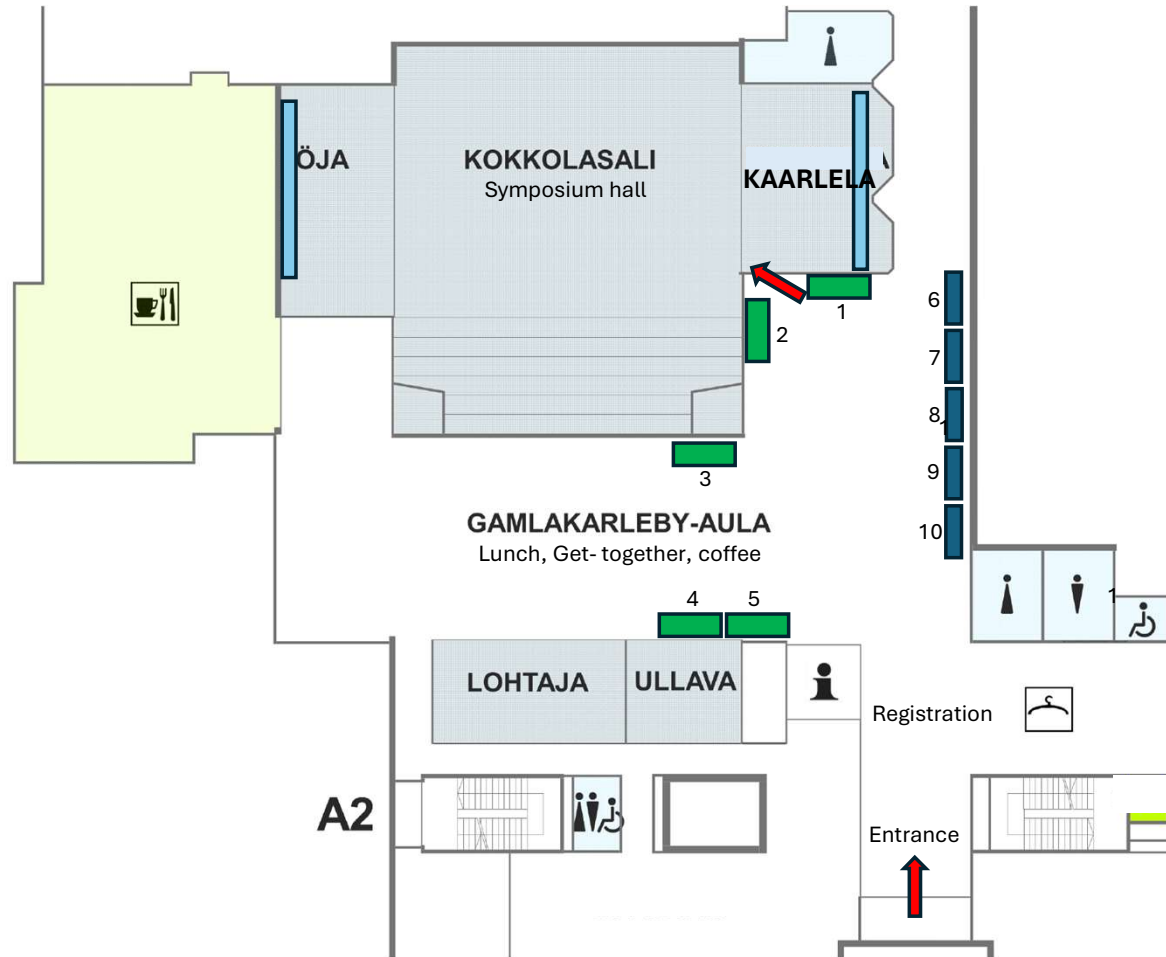 ÖJA
KOKKOLASALI
Symposium hall
KAARLELA
A
1
2
3
6
7
8
1
9
10
GAMLAKARLEBY-AULA
Lunch, Get- together, coffee
4
5
1
LOHTAJA
ULLAVA
i
Registration
A2
Entrance